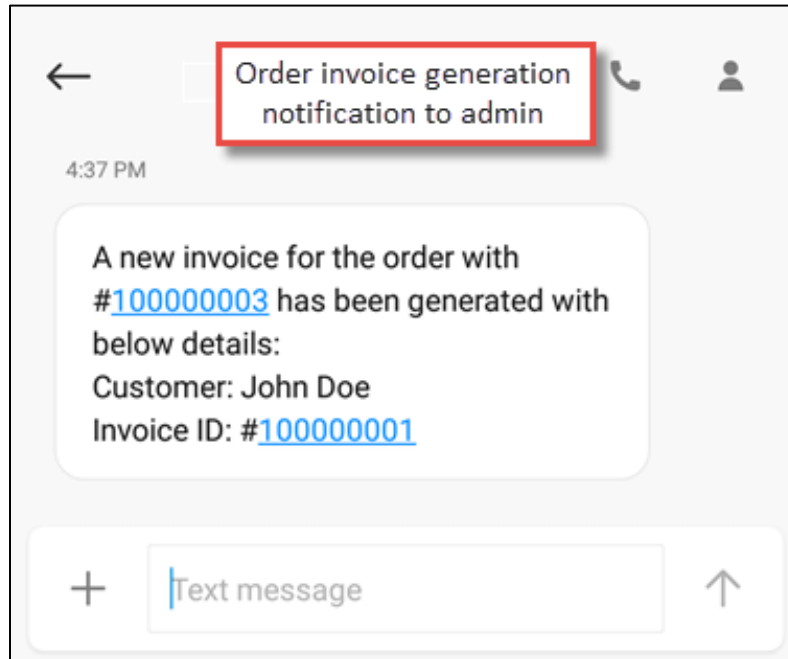 Order invoice generation
notification to admin
4:37 PM
A new invoice for the order with
#100000003 has been generated with
below details:
Customer: John Doe
Invoice ID: #100000001
Text message